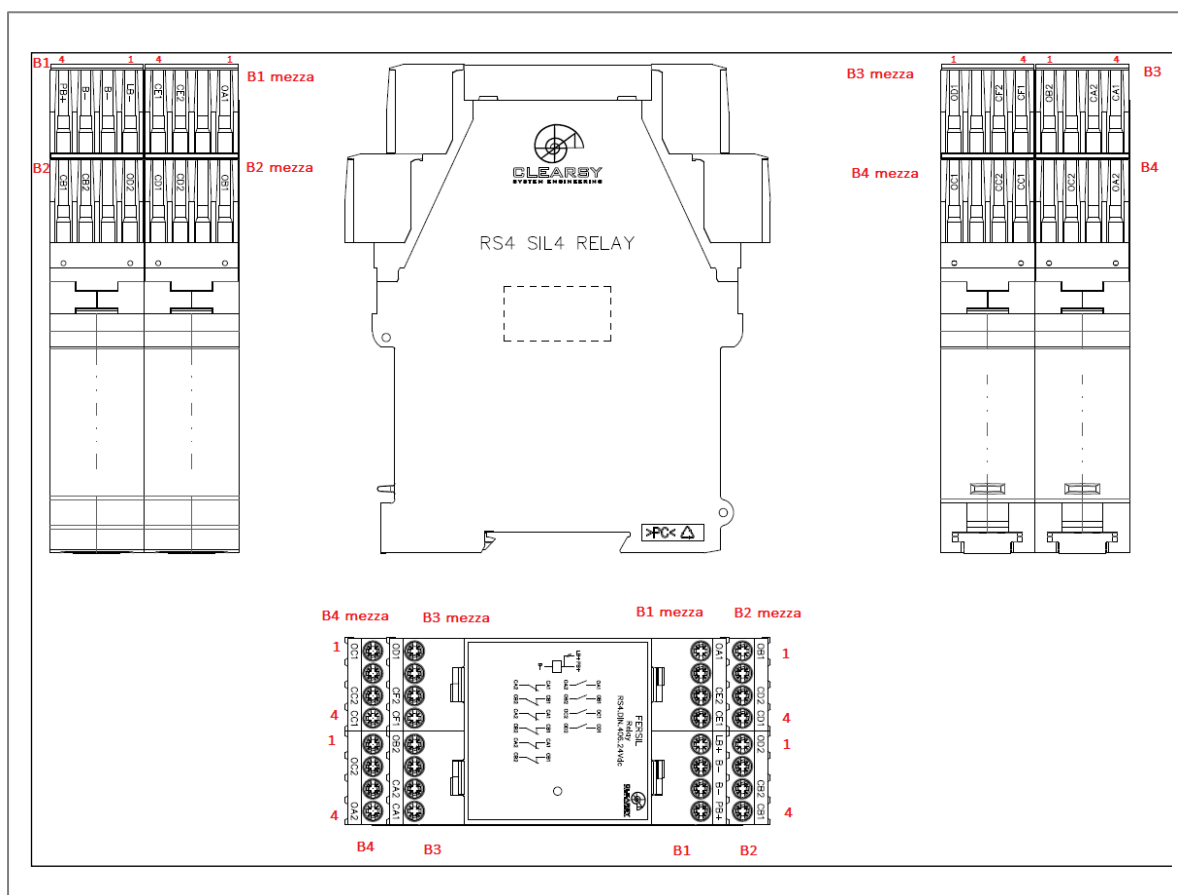 B1 4 1 4 1 B1 mezza
PB+ B- B- LB- CE1 CE2 OA1
B2 B2 mezza
CB1 CB2 OD2 CD1 CD2 OB1
CLEARSY
SYSTEM ENGINEERING
RS4 SIL4 RELAY
>PC<
B3 mezza 1 4 1 4 B3
OD1 CF2 CF1 OB2 CA2 CA1
B4 mezza B4
OC1 CC2 CC1 OC2 OA2
B4 mezza B3 mezza B1 mezza B2 mezza
1 OC1 OD1 OA1 OB1 1
CC2 CF2 CE2 CD2
4 CC1 CF1 CE1 CD1 4
1 OB2 LB+ OD2 1
OC2 B-
CA2 B- CB2
4 OA2 CA1 PB+ CB1 4
FERSIL
Relay
RS4.DIN.406.24Vdc
B4 B3 B1 B2